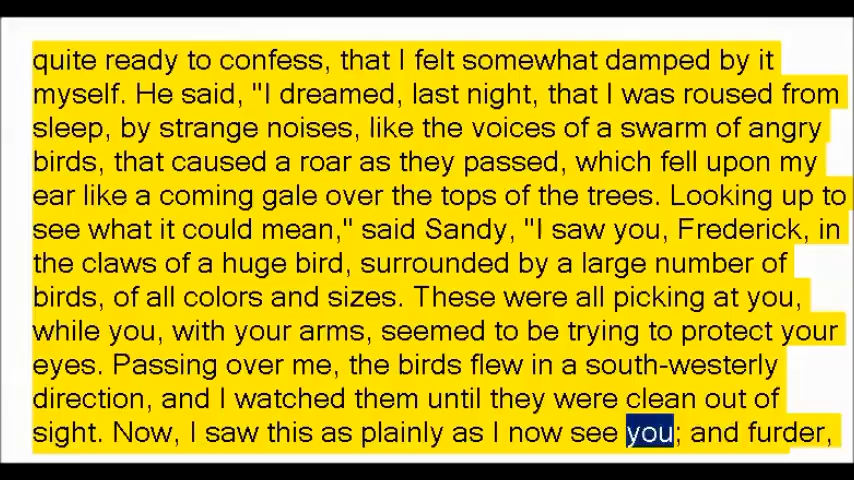 quite ready to confess, that I felt somewhat damped by it
myself. He said, "I dreamed, last night, that I was roused from
sleep, by strange noises, like the voices of a swarm of angry
birds, that caused a roar as they passed, which fell upon my
ear like a coming gale over the tops of the trees. Looking up to
see what it could mean," said Sandy, "I saw you, Frederick, in
the claws of a huge bird, surrounded by a large number of
birds, of all colors and sizes. These were all picking at you,
while you, with your arms, seemed to be trying to protect your
eyes. Passing over me, the birds flew in a south-westerly
direction, and I watched them until they were clean out of
sight. Now, I saw this as plainly as I now see you; and furder,